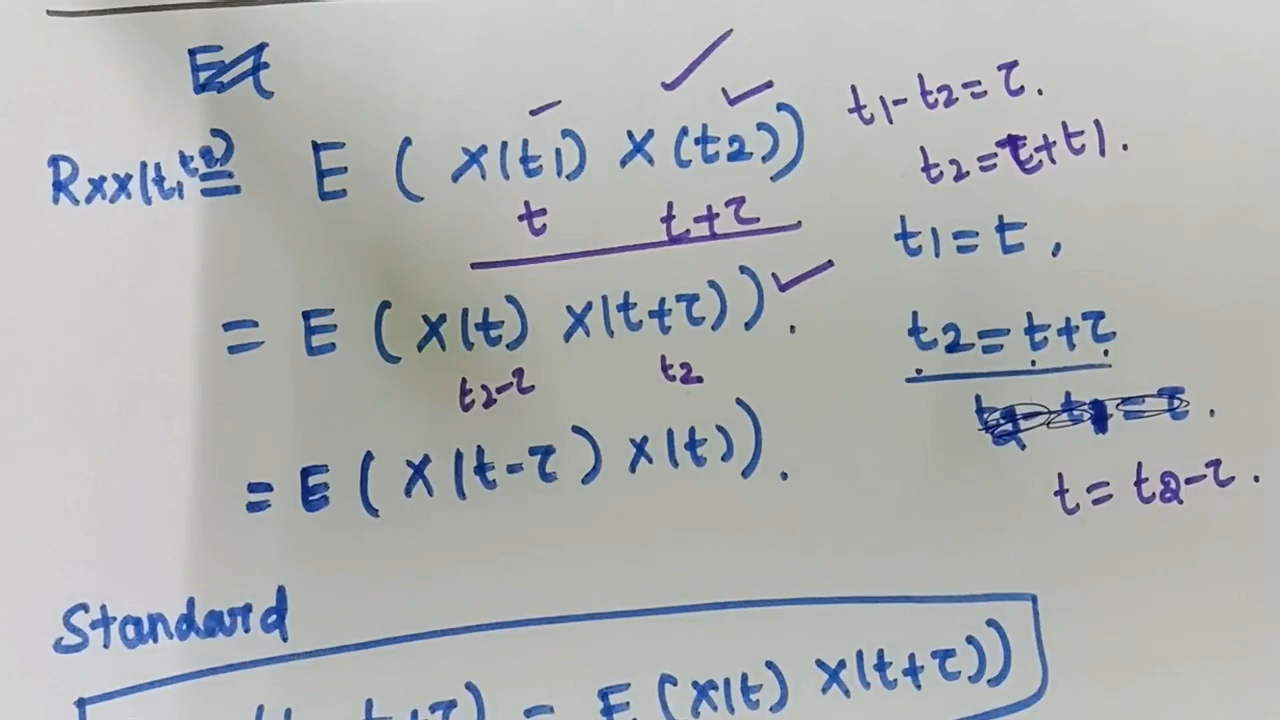 Rxx(t1,t2) = E ( X(t1) X(t2))
t t+τ
= E ( X(t) X(t+τ)).
t2-τ t2
= E ( X(t-τ) X(t)).
t1-t2=τ.
t2=τ+t1.
t1=t,
t2=t+τ
t= t2-τ.
Standard
t+τ) = E (X(t) X(t+τ))